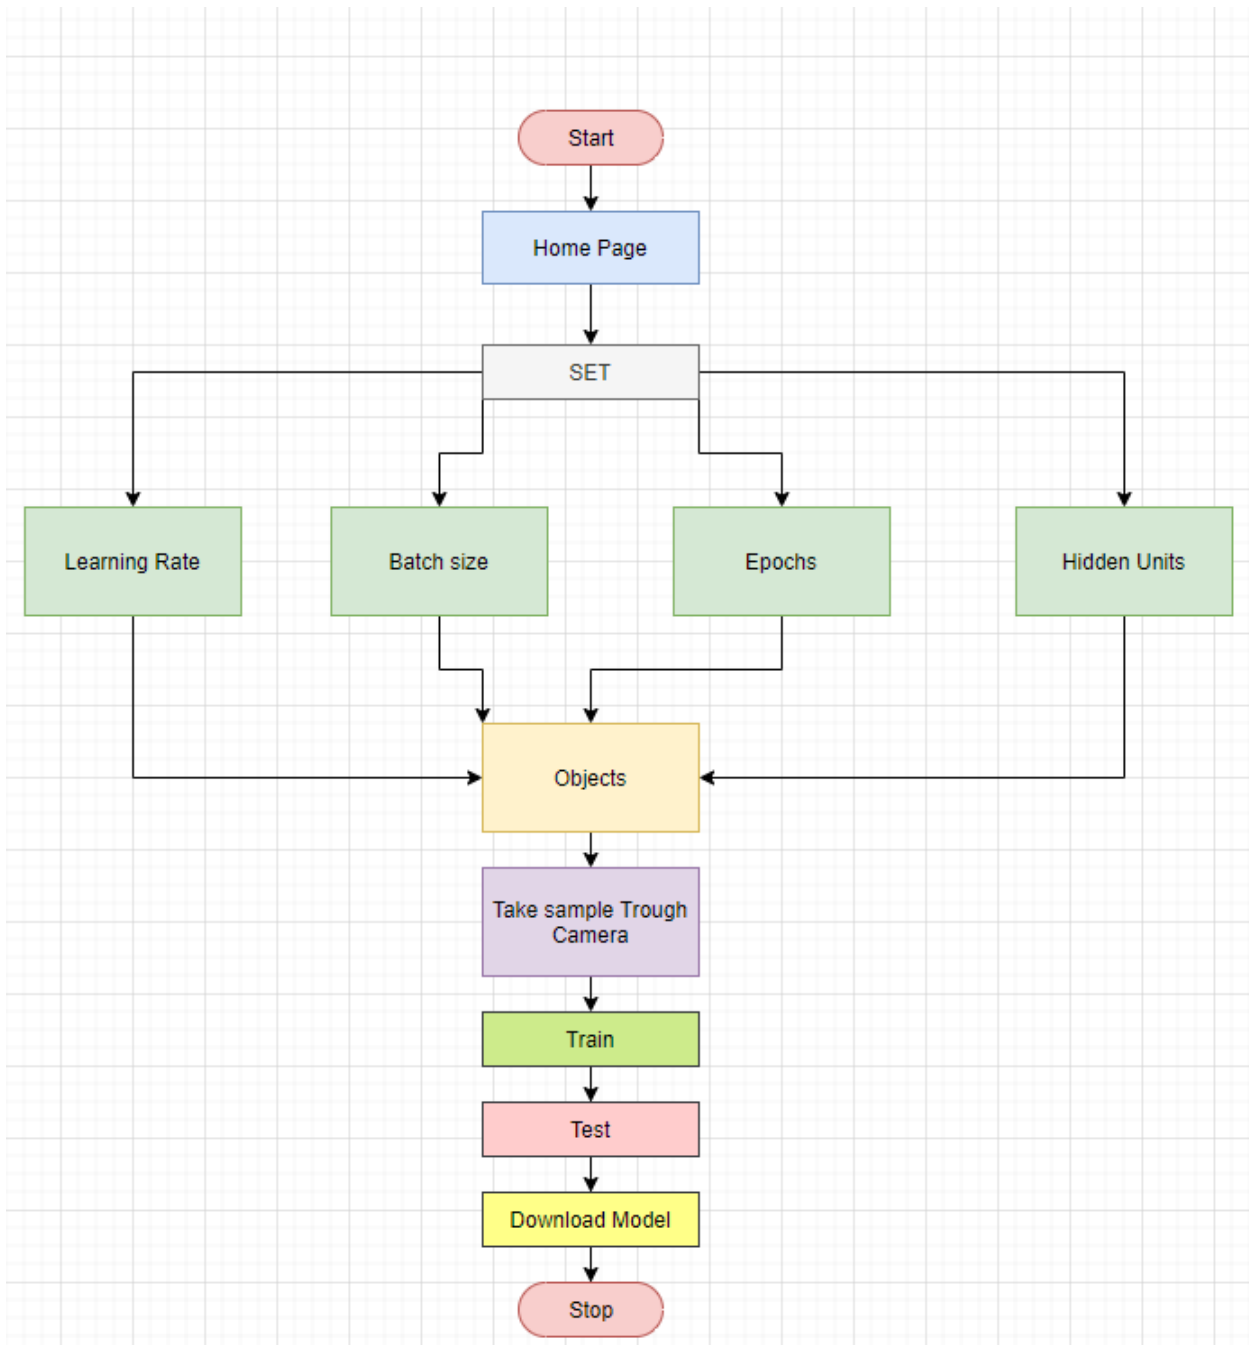 Start
Home Page
SET
Learning Rate
Batch size
Epochs
Hidden Units
Objects
Take sample Trough
Camera
Train
Test
Download Model
Stop